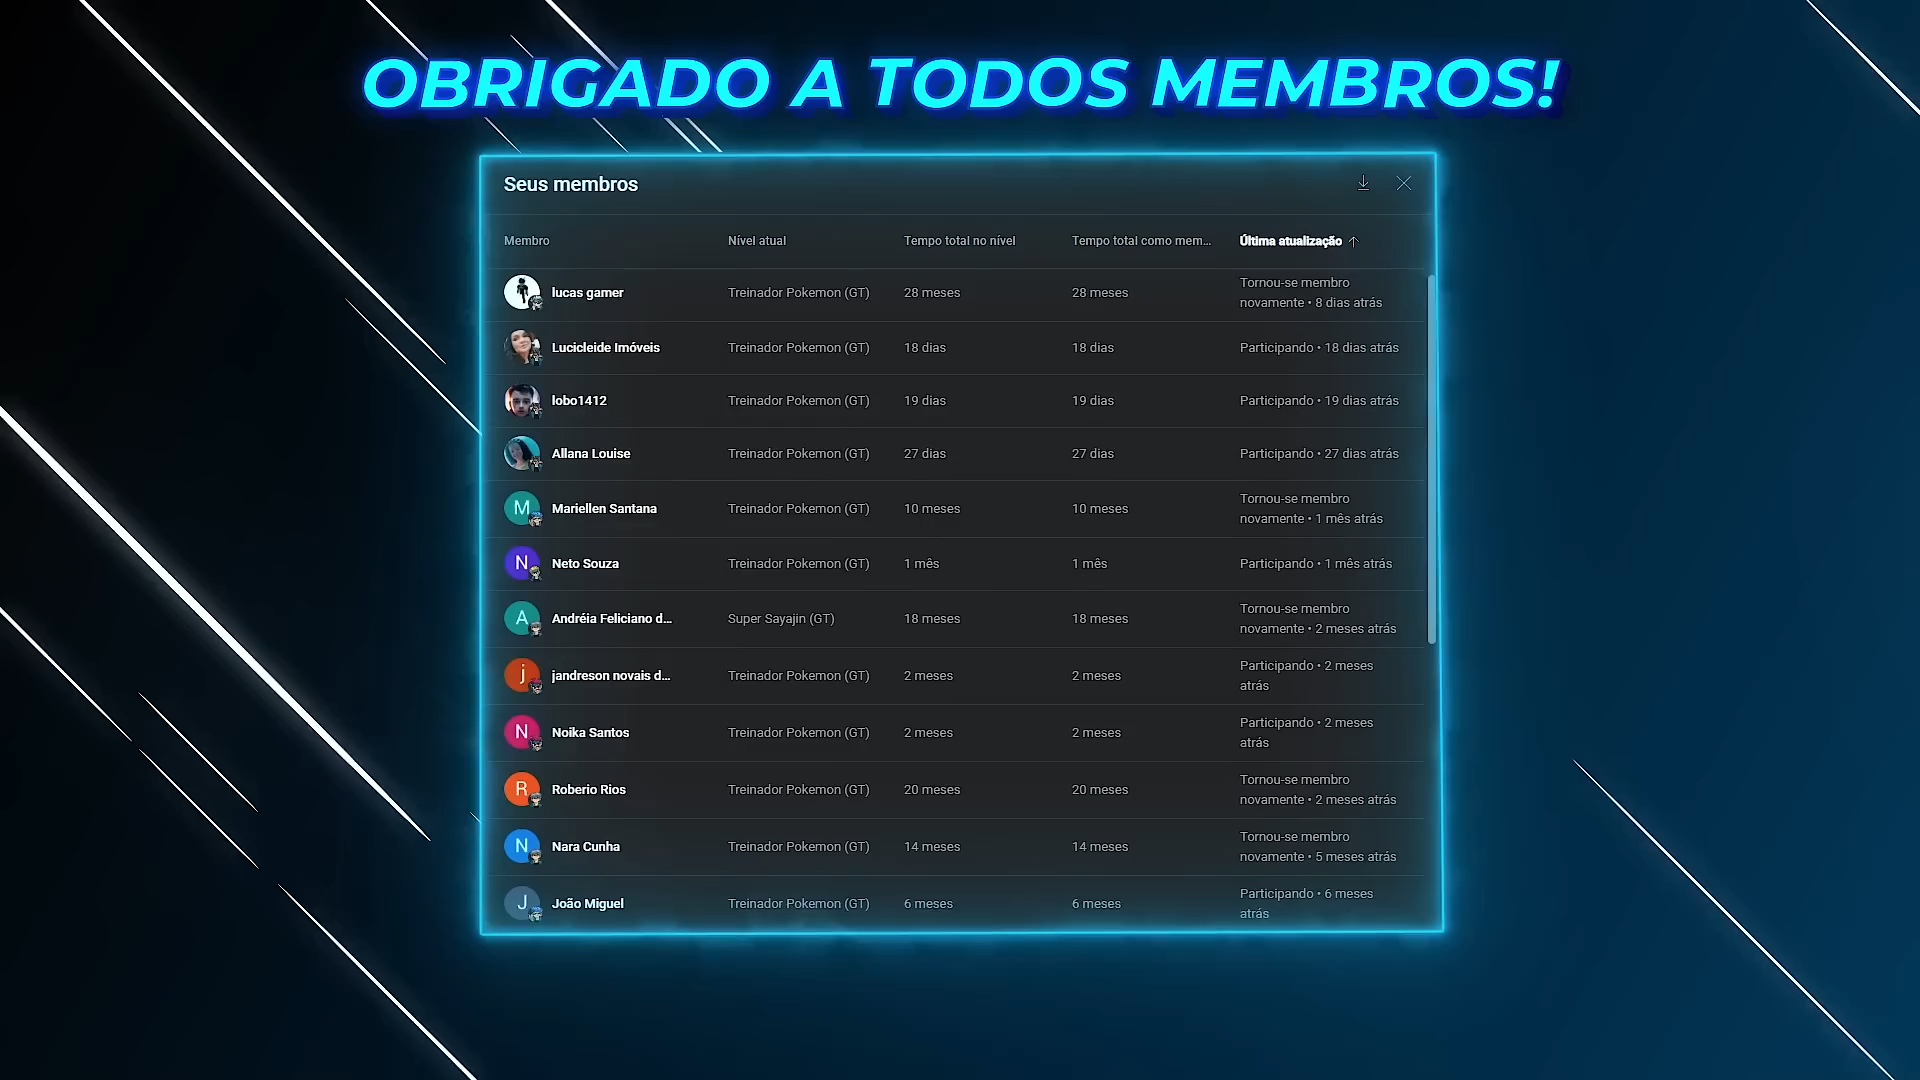 OBRIGADO A TODOS MEMBROS!
Seus membros
Membro Nível atual Tempo total no nível Tempo total como mem... Última atualização
lucas gamer Treinador Pokemon (GT) 28 meses 28 meses Tornou-se membro
novamente • 8 dias atrás
Lucicleide Imóveis Treinador Pokemon (GT) 18 dias 18 dias Participando • 18 dias atrás
lobo1412 Treinador Pokemon (GT) 19 dias 19 dias Participando • 19 dias atrás
Allana Louise Treinador Pokemon (GT) 27 dias 27 dias Participando • 27 dias atrás
M Mariellen Santana Treinador Pokemon (GT) 10 meses 10 meses Tornou-se membro
novamente • 1 mês atrás
N Neto Souza Treinador Pokemon (GT) 1 mês 1 mês Participando • 1 mês atrás
A Andréia Feliciano d... Super Sayajin (GT) 18 meses 18 meses Tornou-se membro
novamente • 2 meses atrás
j jandreson novais d... Treinador Pokemon (GT) 2 meses 2 meses Participando • 2 meses
atrás
N Noika Santos Treinador Pokemon (GT) 2 meses 2 meses Participando • 2 meses
atrás
R Roberio Rios Treinador Pokemon (GT) 20 meses 20 meses Tornou-se membro
novamente • 2 meses atrás
N Nara Cunha Treinador Pokemon (GT) 14 meses 14 meses Tornou-se membro
novamente • 5 meses atrás
J João Miguel Treinador Pokemon (GT) 6 meses 6 meses Participando • 6 meses
atrás